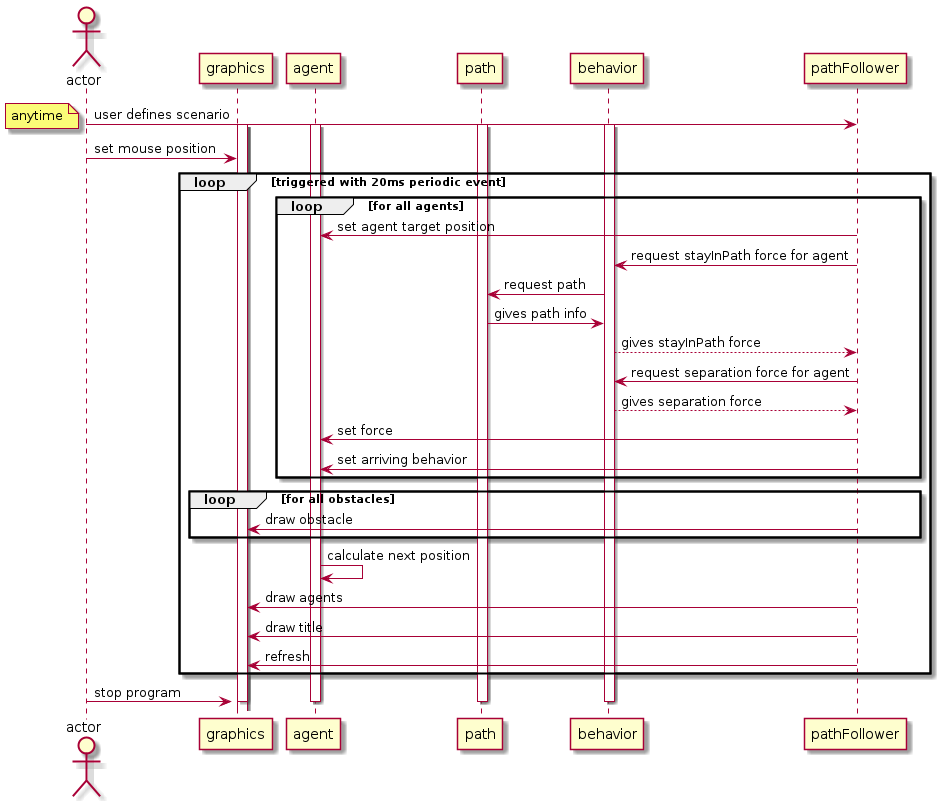 actor
graphics
agent
path
behavior
pathFollower
anytime
user defines scenario
set mouse position
loop [triggered with 20ms periodic event]
loop [for all agents]
set agent target position
request stayInPath force for agent
request path
gives path info
gives stayInPath force
request separation force for agent
gives separation force
set force
set arriving behavior
loop [for all obstacles]
draw obstacle
calculate next position
draw agents
draw title
refresh
stop program
actor
graphics
agent
path
behavior
pathFollower